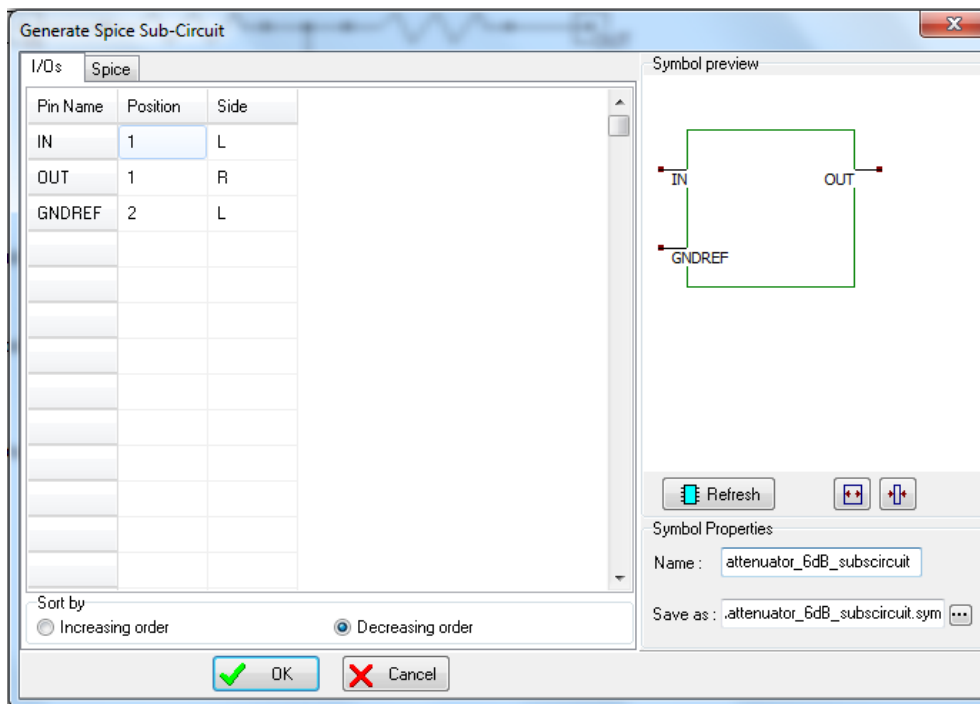 Generate Spice Sub-Circuit
I/Os Spice
Pin Name Position Side
IN 1 L
OUT 1 R
GNDREF 2 L
Sort by
Increasing order Decreasing order
OK Cancel
Symbol preview
IN OUT
GNDREF
Refresh
Symbol Properties
Name : attenuator_6dB_subscircuit
Save as : .attenuator_6dB_subscircuit.sym ...